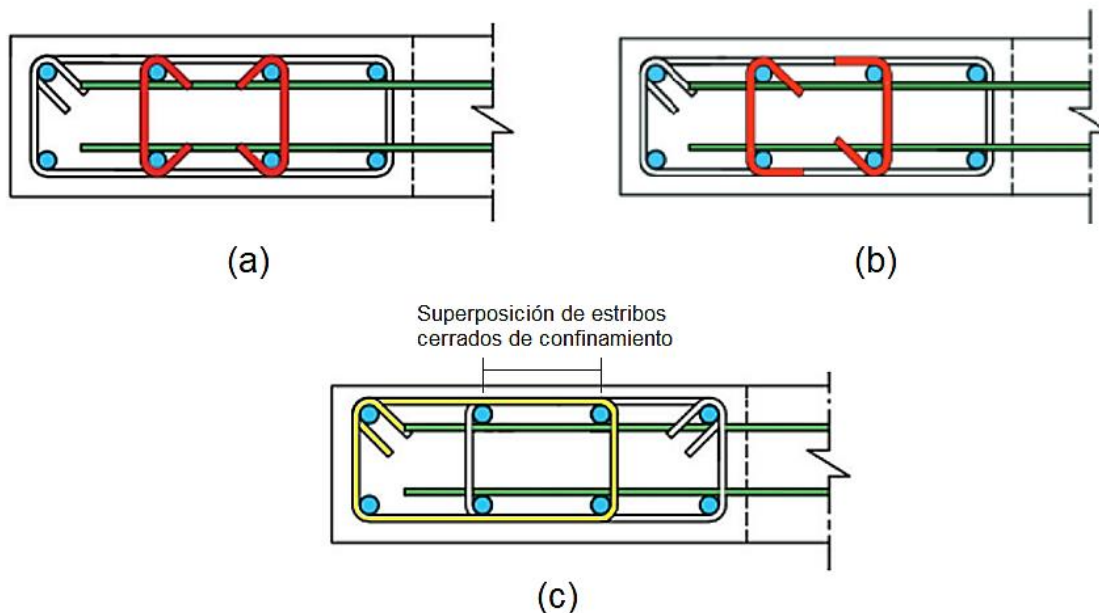 (a)
(b)
Superposición de estribos
cerrados de confinamiento
(c)